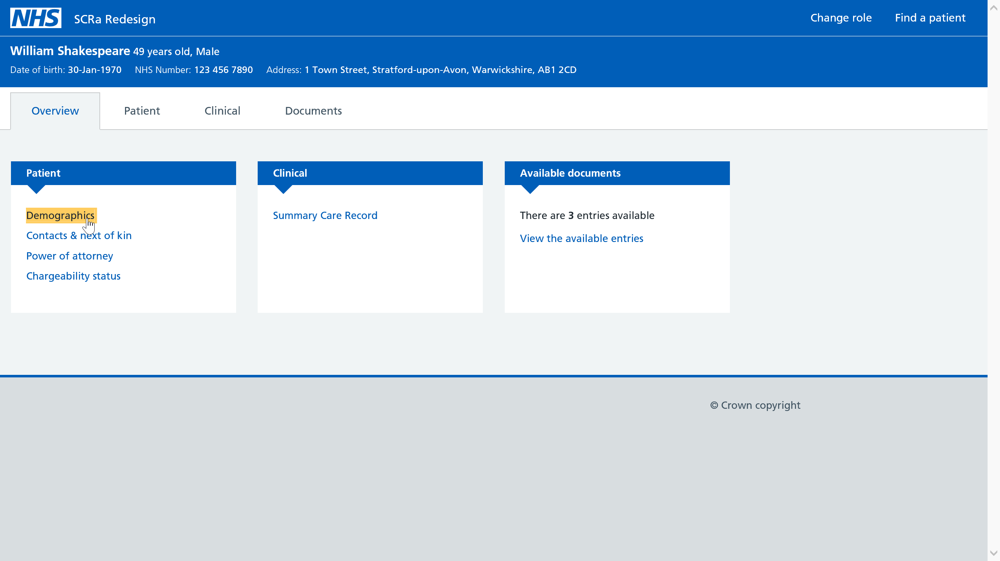 NHS SCRa Redesign Change role Find a patient
William Shakespeare 49 years old, Male
Date of birth: 30-Jan-1970 NHS Number: 123 456 7890 Address: 1 Town Street, Stratford-upon-Avon, Warwickshire, AB1 2CD
Overview Patient Clinical Documents
Patient
Demographics
Contacts & next of kin
Power of attorney
Chargeability status
Clinical
Summary Care Record
Available documents
There are 3 entries available
View the available entries
© Crown copyright